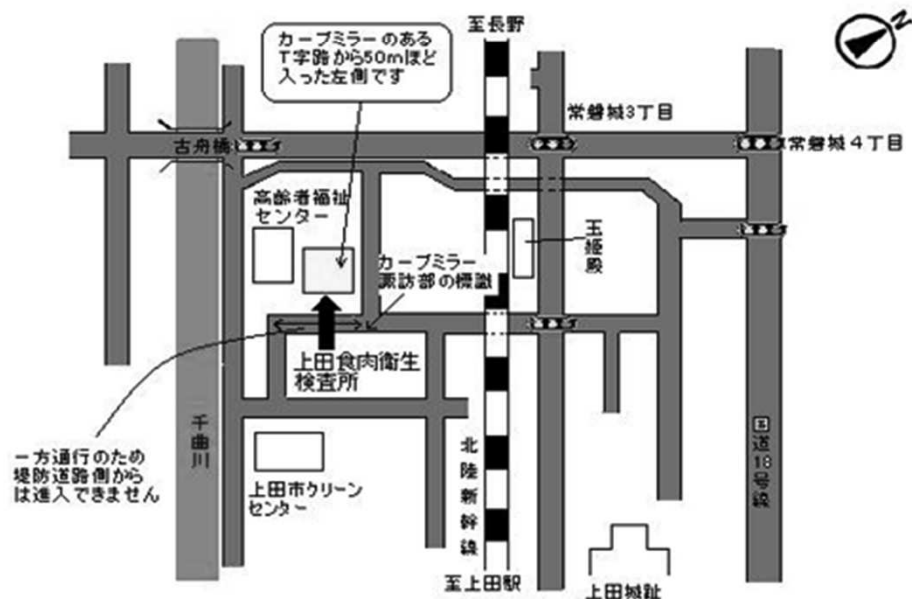 至長野
N
カーブミラーのある
T字路から50mほど
入った左側です
常磐城3丁目
古舟橋
常磐城4丁目
高齢者福祉
センター
玉姫殿
カーブミラー
諏訪部の標識
上田食肉衛生
検査所
千曲川
国道18号線
一方通行のため
堤防道路側から
は進入できません
北陸新幹線
上田市クリーン
センター
至上田駅
上田城趾